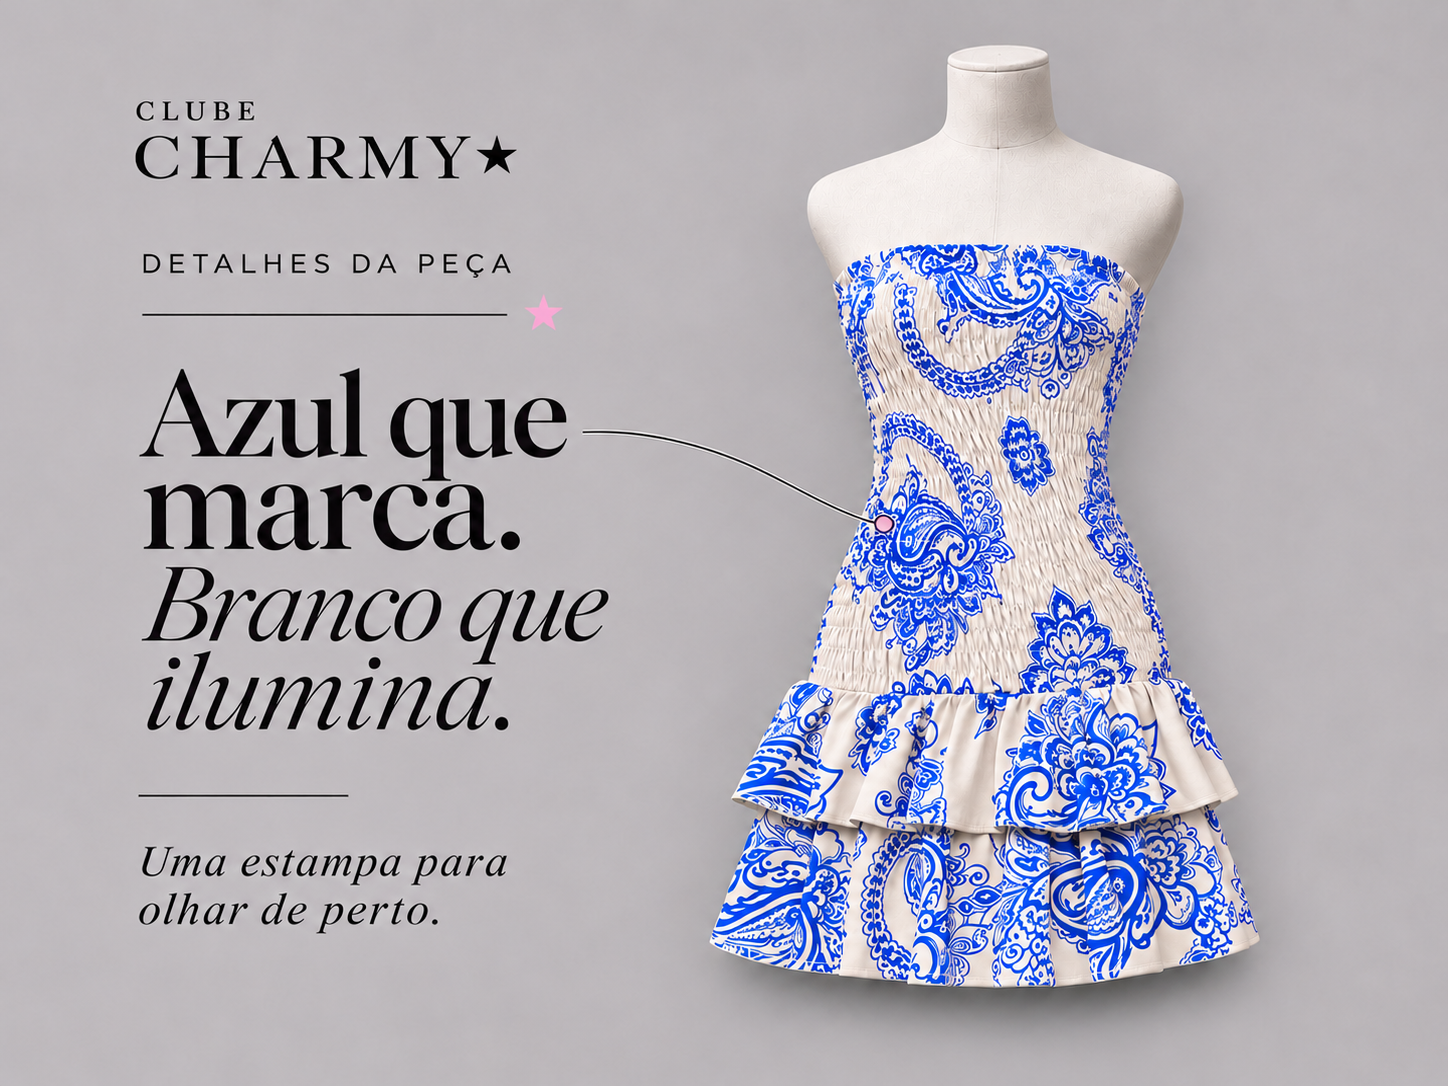 CLUBE
CHARMY★
DETALHES DA PEÇA
Azul que
marca.
Branco que
ilumina.
Uma estampa para
olhar de perto.